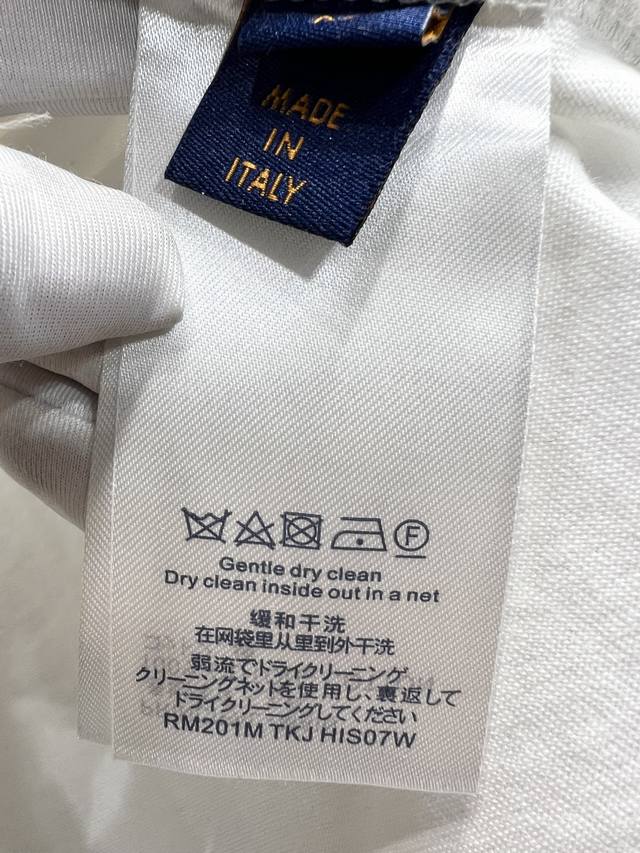 MADE
IN
ITALY
F
Gentle dry clean
Dry clean inside out in a net
缓和干洗
在网袋里从里到外干洗
弱流でドライクリーニング
クリーニングネットを使用し、裏返して
ドライクリーニングしてください
RM201M TKJ HIS07W